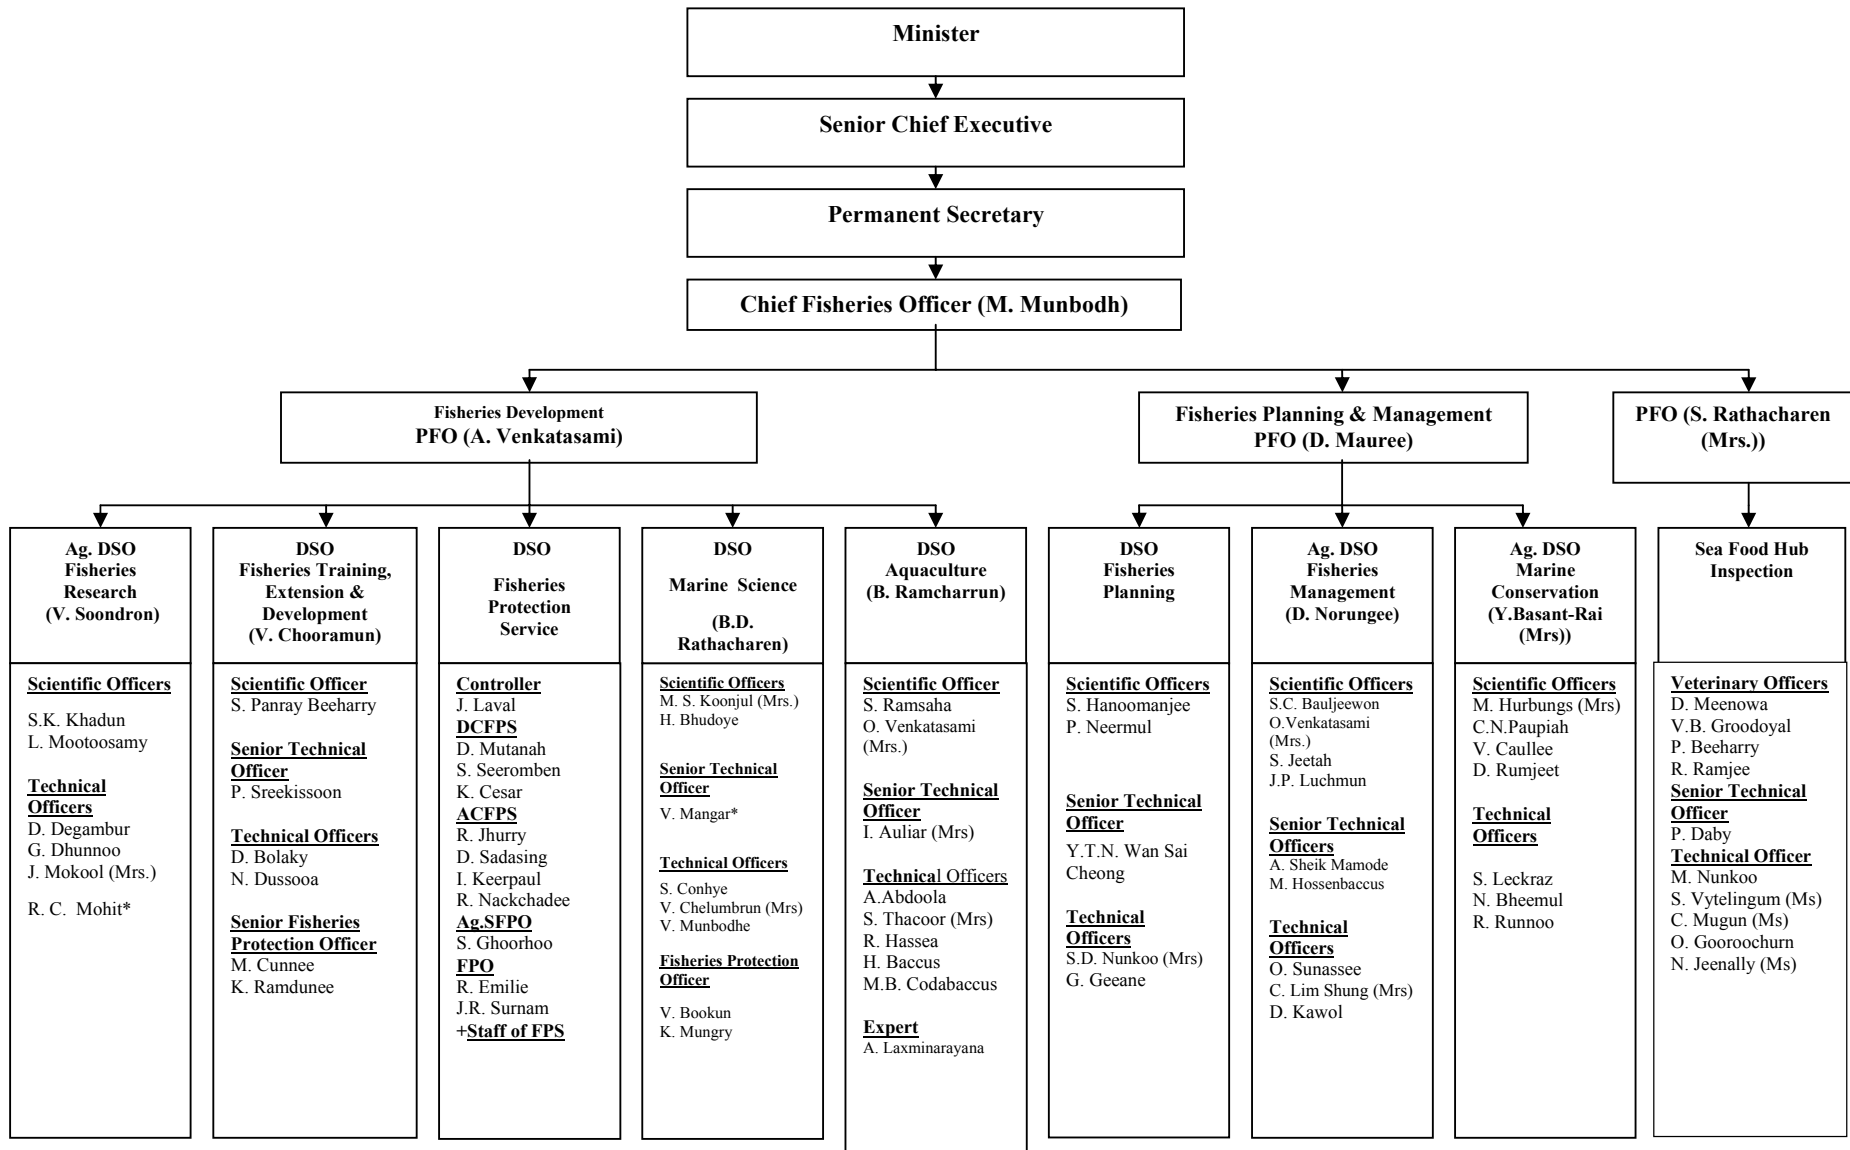 Minister
Senior Chief Executive
Permanent Secretary
Chief Fisheries Officer (M. Munbodh)
Fisheries Development
PFO (A. Venkatasami)
Fisheries Planning & Management
PFO (D. Mauree)
PFO (S. Rathacharen
(Mrs.))
Ag. DSO
Fisheries
Research
(V. Soondron)
Scientific Officers
S.K. Khadun
L. Mootoosamy
Technical
Officers
D. Degambur
G. Dhunnoo
J. Mokool (Mrs.)
R. C. Mohit*
DSO
Fisheries Training,
Extension &
Development
(V. Chooramun)
Scientific Officer
S. Panray Beeharry
Senior Technical
Officer
P. Sreekissoon
Technical Officers
D. Bolaky
N. Dussooa
Senior Fisheries
Protection Officer
M. Cunnee
K. Ramdunee
DSO
Fisheries
Protection
Service
Controller
J. Laval
DCFPS
D. Mutanah
S. Seeromben
K. Cesar
ACFPS
R. Jhurry
D. Sadasing
I. Keerpaul
R. Nackchadee
Ag.SFPO
S. Ghoorhoo
FPO
R. Emilie
J.R. Surnam
+Staff of FPS
DSO
Marine Science
(B.D.
Rathacharen)
Scientific Officers
M. S. Koonjul (Mrs.)
H. Bhudoye
Senior Technical
Officer
V. Mangar*
Technical Officers
S. Conhye
V. Chelumbrun (Mrs)
V. Munbodhe
Fisheries Protection
Officer
V. Bookun
K. Mungry
DSO
Aquaculture
(B. Ramcharrun)
Scientific Officer
S. Ramsaha
O. Venkatasami
(Mrs.)
Senior Technical
Officer
I. Auliar (Mrs)
Technical Officers
A.Abdoola
S. Thacoor (Mrs)
R. Hassea
H. Baccus
M.B. Codabaccus
Expert
A. Laxminarayana
DSO
Fisheries
Planning
Scientific Officers
S. Hanoomanjee
P. Neermul
Senior Technical
Officer
Y.T.N. Wan Sai
Cheong
Technical
Officers
S.D. Nunkoo (Mrs)
G. Geeane
Ag. DSO
Fisheries
Management
(D. Norungee)
Scientific Officers
S.C. Bauljeewon
O.Venkatasami
(Mrs.)
S. Jeetah
J.P. Luchmun
Senior Technical
Officers
A. Sheik Mamode
M. Hossenbaccus
Technical
Officers
O. Sunassee
C. Lim Shung (Mrs)
D. Kawol
Ag. DSO
Marine
Conservation
(Y.Basant-Rai
(Mrs))
Scientific Officers
M. Hurbungs (Mrs)
C.N.Paupiah
V. Caullee
D. Rumjeet
Technical
Officers
S. Leckraz
N. Bheemul
R. Runnoo
Sea Food Hub
Inspection
Veterinary Officers
D. Meenowa
V.B. Groodoyal
P. Beeharry
R. Ramjee
Senior Technical
Officer
P. Daby
Technical Officer
M. Nunkoo
S. Vytelingum (Ms)
C. Mugun (Ms)
O. Gooroochurn
N. Jeenally (Ms)